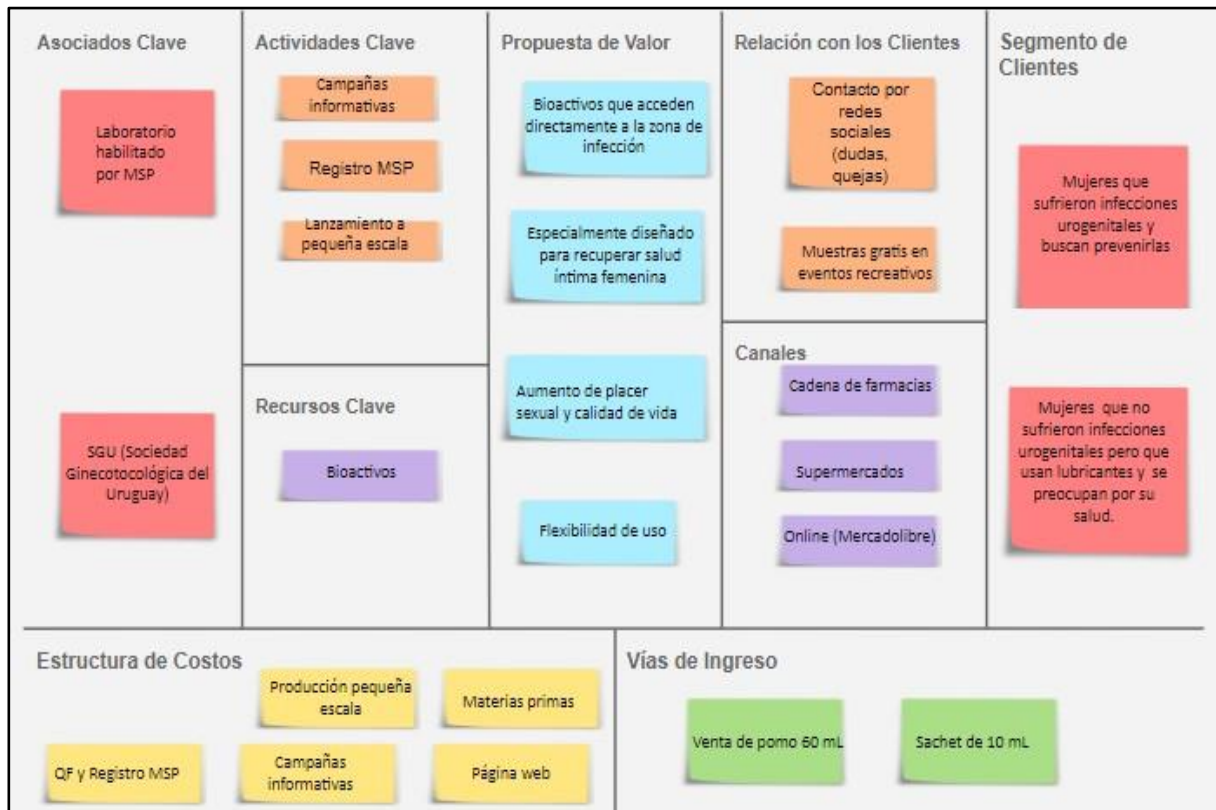 Asociados Clave
Laboratorio
habilitado
por MSP
SGU (Sociedad
Ginecotocológica del
Uruguay)
Actividades Clave
Campañas
informativas
Registro MSP
Lanzamiento a
pequeña escala
Recursos Clave
Bioactivos
Propuesta de Valor
Bioactivos que acceden
directamente a la zona de
infección
Especialmente diseñado
para recuperar salud
íntima femenina
Aumento de placer
sexual y calidad de vida
Flexibilidad de uso
Relación con los Clientes
Contacto por
redes
sociales
(dudas,
quejas)
Muestras gratis en
eventos recreativos
Canales
Cadena de farmacias
Supermercados
Online (Mercadolibre)
Segmento de
Clientes
Mujeres que
sufrieron infecciones
urogenitales y
buscan prevenirlas
Mujeres que no
sufrieron infecciones
urogenitales pero que
usan lubricantes y se
preocupan por su
salud.
Estructura de Costos
Producción pequeña
escala
Materias primas
QF y Registro MSP
Campañas
informativas
Página web
Vías de Ingreso
Venta de pomo 60 mL
Sachet de 10 mL